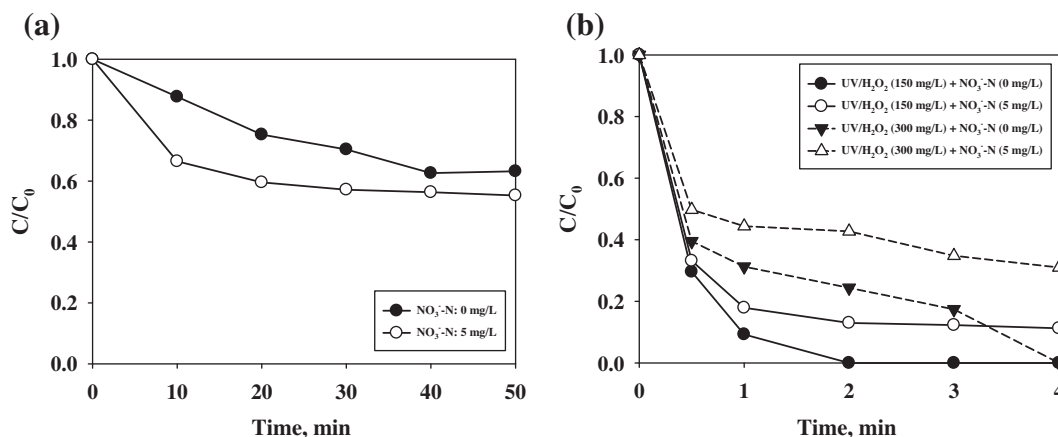 (a)
1.0
0.8
0.6
0.4
0.2
0.0
C/C₀
NO₃⁻-N: 0 mg/L
NO₃⁻-N: 5 mg/L
0 10 20 30 40 50
Time, min
(b)
1.0
0.8
0.6
0.4
0.2
0.0
C/C₀
UV/H₂O₂ (150 mg/L) + NO₃⁻-N (0 mg/L)
UV/H₂O₂ (150 mg/L) + NO₃⁻-N (5 mg/L)
UV/H₂O₂ (300 mg/L) + NO₃⁻-N (0 mg/L)
UV/H₂O₂ (300 mg/L) + NO₃⁻-N (5 mg/L)
0 1 2 3 4
Time, min